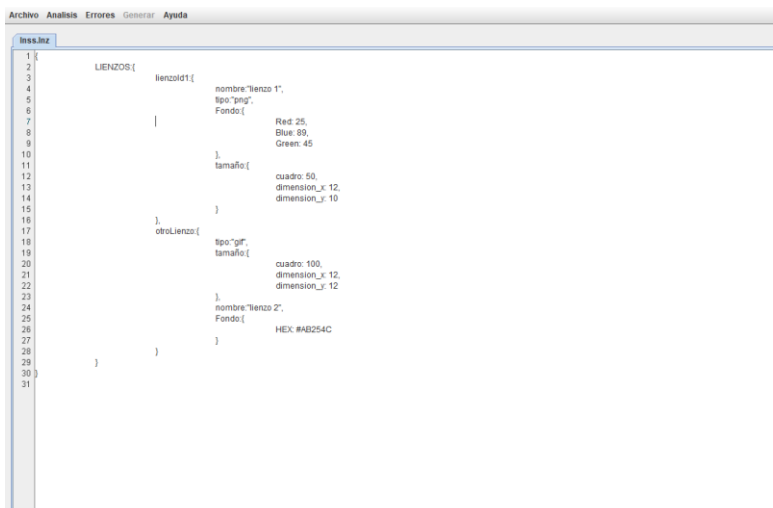 Archivo Analisis Errores Generar Ayuda
lnss.lnz
1 {
2 LIENZOS:{
3 lienzoId1:{
4 nombre:"lienzo 1",
5 tipo:"png",
6 Fondo:{
7 Red: 25,
8 Blue: 89,
9 Green: 45
10 },
11 tamaño:{
12 cuadro: 50,
13 dimension_x: 12,
14 dimension_y: 10
15 }
16 },
17 otroLienzo:{
18 tipo:"gif",
19 tamaño:{
20 cuadro: 100,
21 dimension_x: 12,
22 dimension_y: 12
23 },
24 nombre:"lienzo 2",
25 Fondo:{
26 HEX: #AB254C
27 }
28 }
29 }
30 }
31